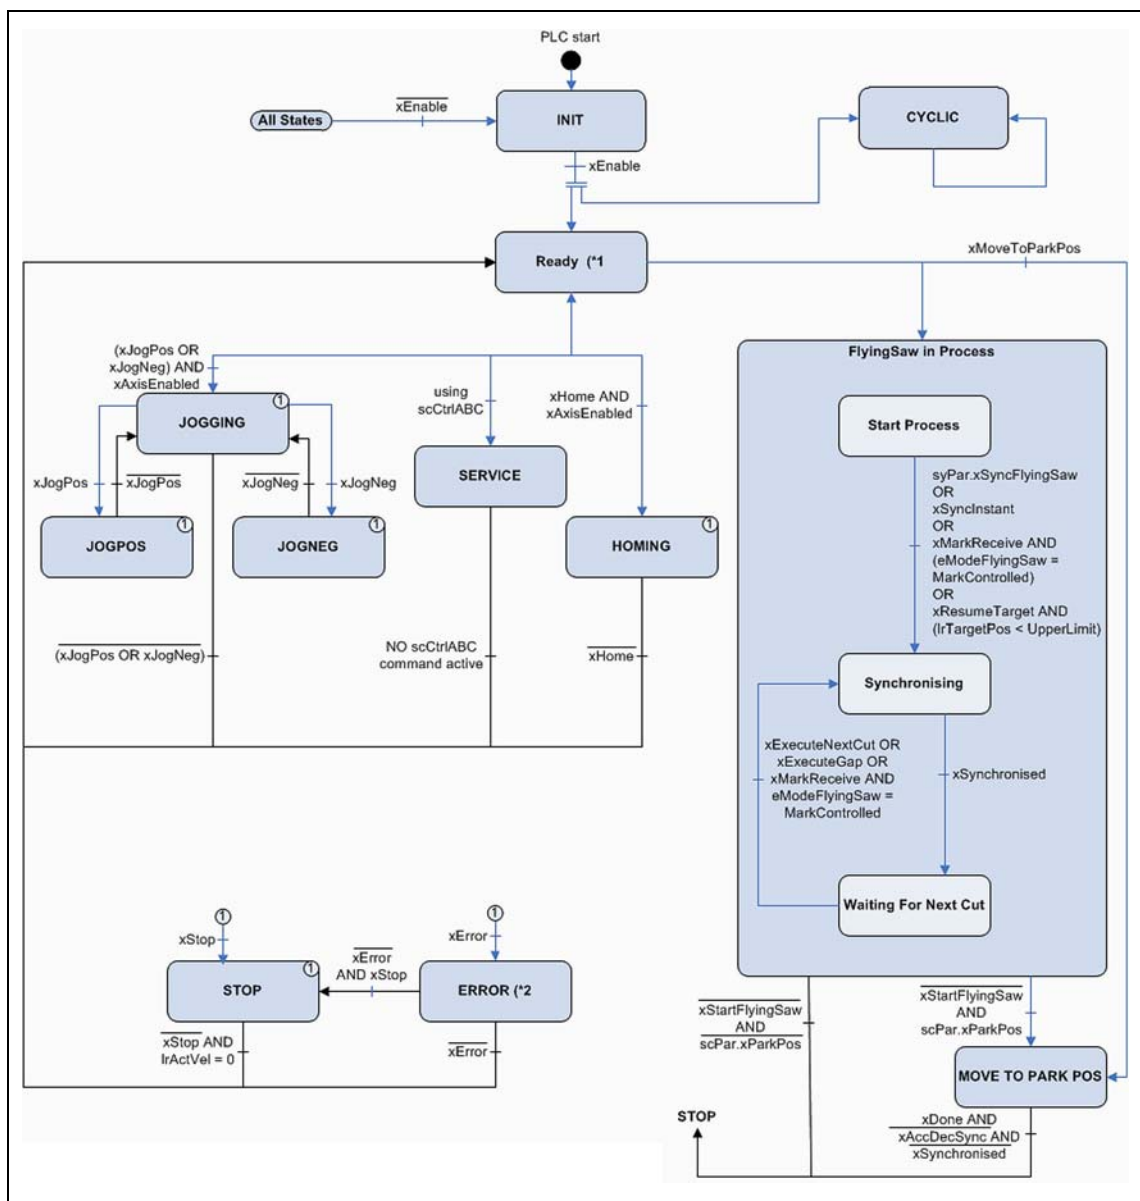 PLC start
All States
xEnable
INIT
CYCLIC
xEnable
Ready (*1
xMoveToParkPos
(xJogPos OR
xJogNeg) AND
xAxisEnabled
using
scCtrlABC
xHome AND
xAxisEnabled
1
JOGGING
SERVICE
xJogPos
xJogPos
xJogNeg
xJogNeg
1
JOGPOS
1
JOGNEG
1
HOMING
(xJogPos OR xJogNeg)
NO scCtrlABC
command active
xHome
FlyingSaw in Process
Start Process
syPar.xSyncFlyingSaw
OR
xSyncInstant
OR
xMarkReceive AND
(eModeFlyingSaw =
MarkControlled)
OR
xResumeTarget AND
(lrTargetPos < UpperLimit)
Synchronising
xExecuteNextCut OR
xExecuteGap OR
xMarkReceive AND
eModeFlyingSaw =
MarkControlled
xSynchronised
Waiting For Next Cut
1
xStop
1
xError
1
STOP
xError
AND xStop
ERROR (*2
xStop AND
lrActVel = 0
xError
xStartFlyingSaw
AND
scPar.xParkPos
xStartFlyingSaw
AND
scPar.xParkPos
MOVE TO PARK POS
STOP
xDone AND
xAccDecSync AND
xSynchronised